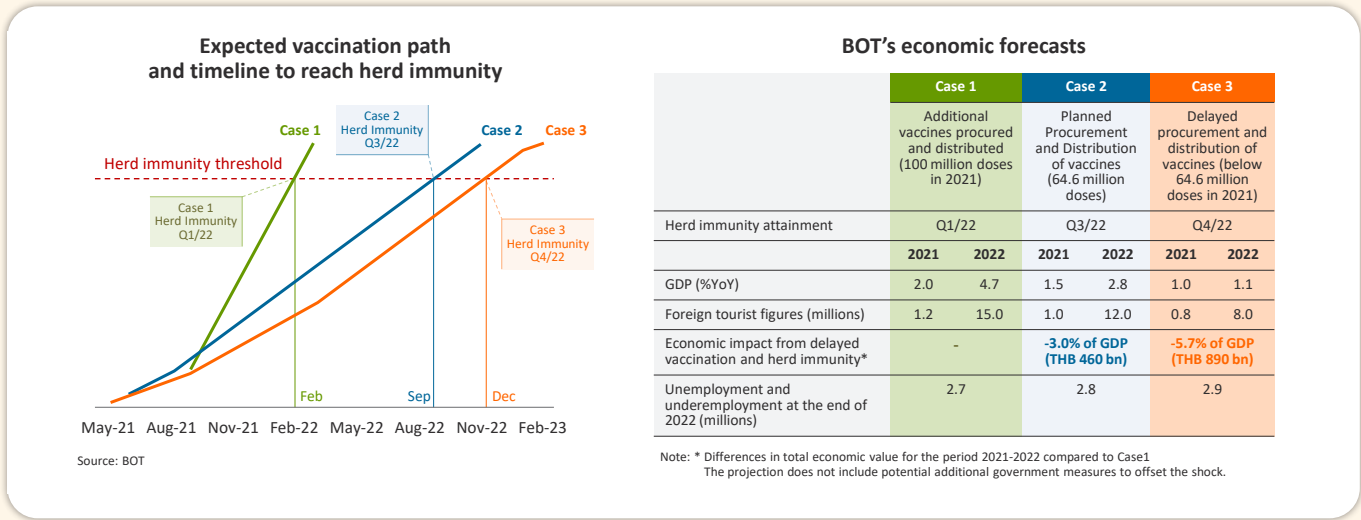 Expected vaccination path
and timeline to reach herd immunity
Case 1
Case 2
Herd Immunity
Q3/22
Case 2
Case 3
Herd immunity threshold
Case 1
Herd Immunity
Q1/22
Case 3
Herd Immunity
Q4/22
Feb
Sep
Dec
May-21 Aug-21 Nov-21 Feb-22 May-22 Aug-22 Nov-22 Feb-23
Source: BOT
BOT's economic forecasts
Case 1 Case 2 Case 3
Additional
vaccines procured
and distributed
(100 million doses
in 2021)
Planned
Procurement
and Distribution
of vaccines
(64.6 million
doses)
Delayed
procurement and
distribution of
vaccines (below
64.6 million
doses in 2021)
Herd immunity attainment Q1/22 Q3/22 Q4/22
2021 2022 2021 2022 2021 2022
GDP (%YoY) 2.0 4.7 1.5 2.8 1.0 1.1
Foreign tourist figures (millions) 1.2 15.0 1.0 12.0 0.8 8.0
Economic impact from delayed
vaccination and herd immunity*
-
-3.0% of GDP
(THB 460 bn)
-5.7% of GDP
(THB 890 bn)
Unemployment and
underemployment at the end of
2022 (millions)
2.7 2.8 2.9
Note: * Differences in total economic value for the period 2021-2022 compared to Case1
The projection does not include potential additional government measures to offset the shock.